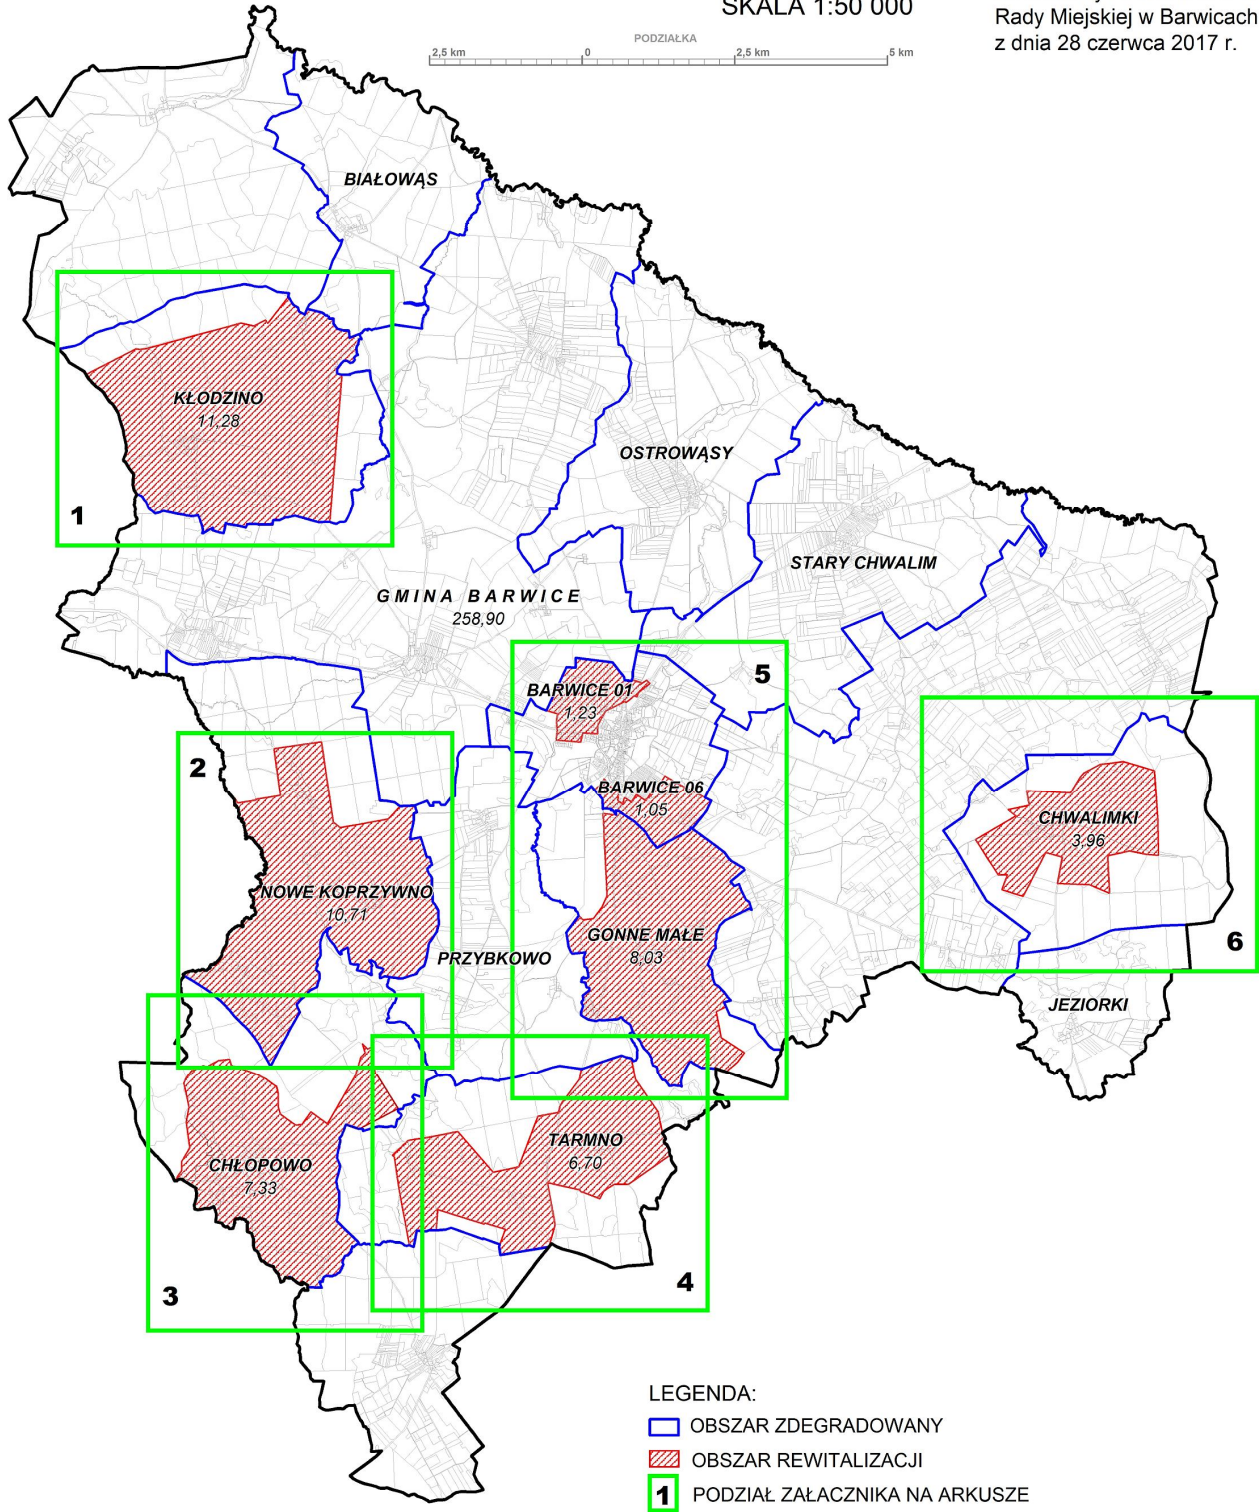 SKALA 1:50 000
Rady Miejskiej w Barwicach
z dnia 28 czerwca 2017 r.
PODZIAŁKA
2,5 km 0 2,5 km 5 km
BIAŁOWĄS
KŁODZINO
11,28
1
OSTROWĄSY
STARY CHWALIM
GMINA BARWICE
258,90
5
BARWICE 01
1,23
2
BARWICE 06
1,05
CHWALIMKI
3,96
NOWE KOPRZYWNO
10,71
GONNE MAŁE
8,03
PRZYBKOWO
6
JEZIORKI
TARMNO
6,70
CHŁOPOWO
7,33
3
4
LEGENDA:
OBSZAR ZDEGRADOWANY
OBSZAR REWITALIZACJI
1 PODZIAŁ ZAŁACZNIKA NA ARKUSZE